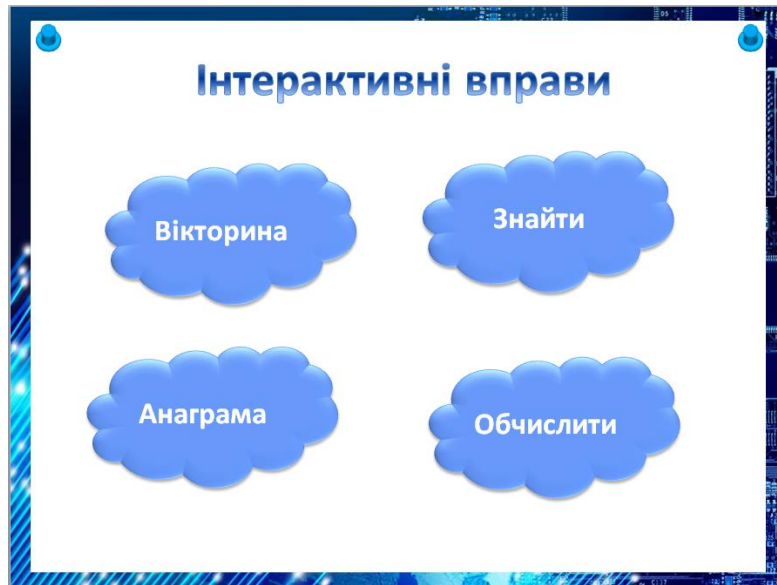 Інтерактивні вправи
Вікторина
Знайти
Анаграма
Обчислити